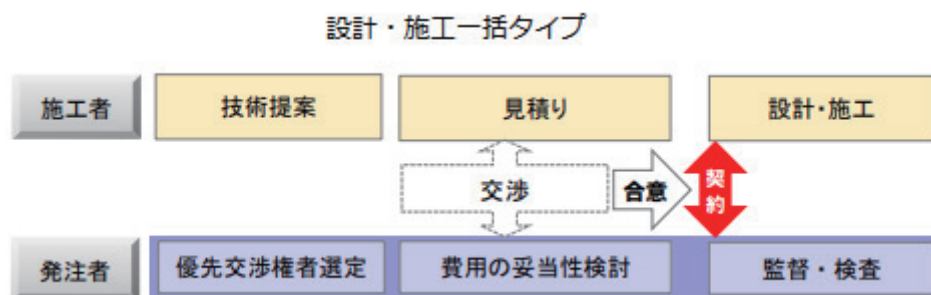 設計・施工一括タイプ
施工者
技術提案
見積り
設計・施工
交渉
合意
契約
発注者
優先交渉権者選定
費用の妥当性検討
監督・検査